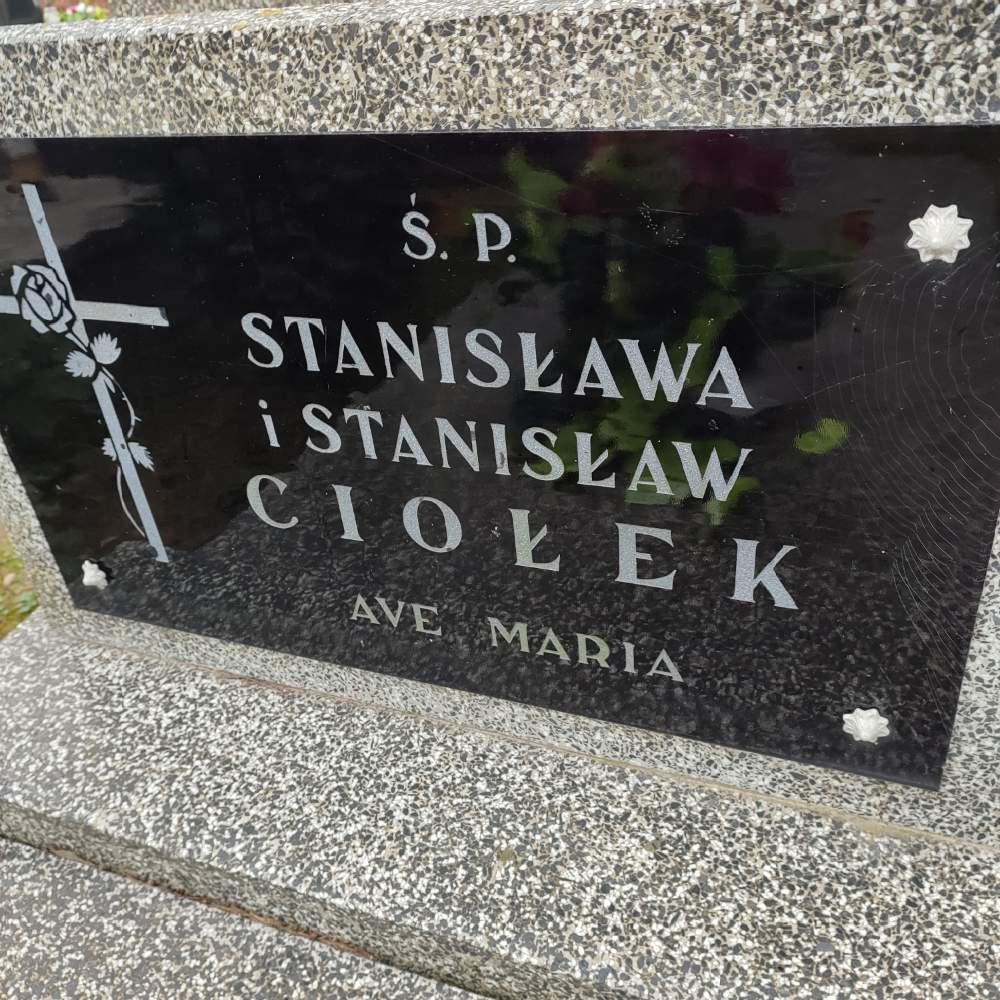 Ś. P.
STANISŁAWA
i STANISŁAW
CIOŁEK
AVE MARIA